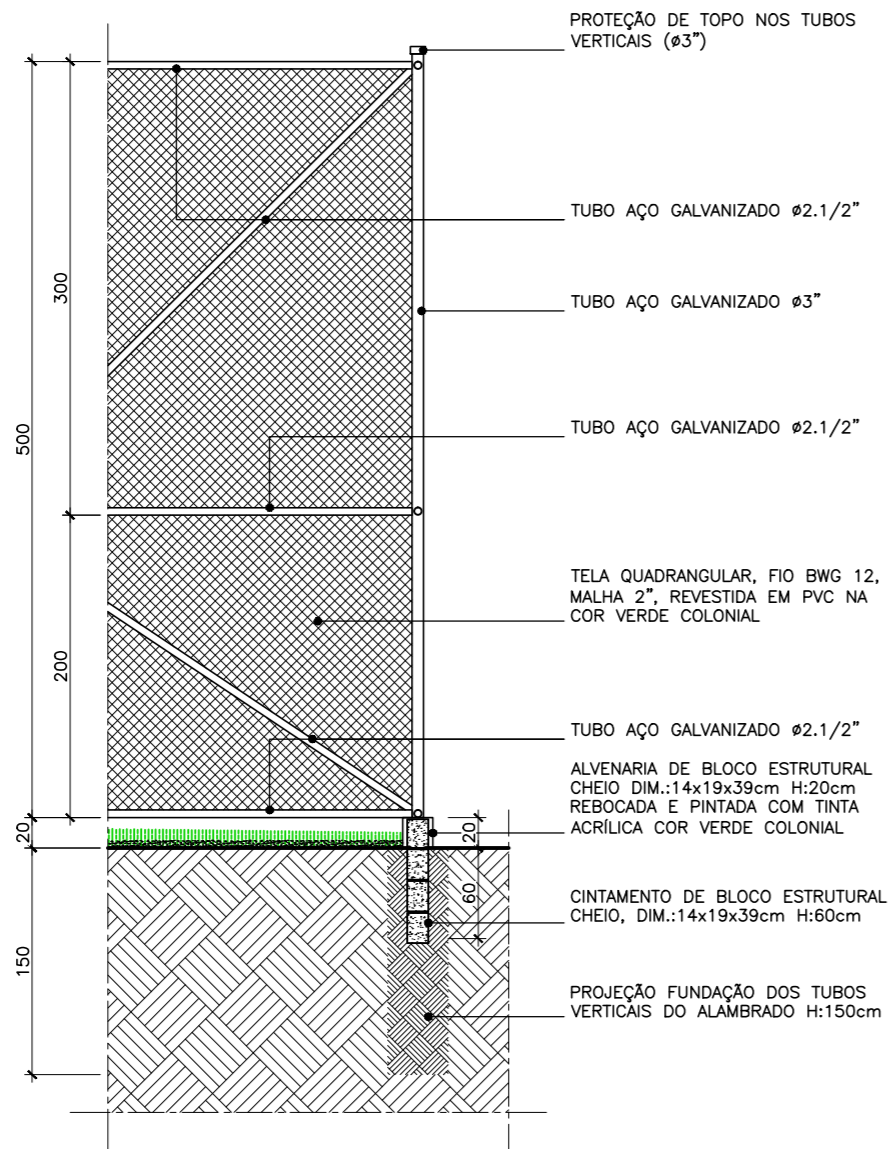 PROTEÇÃO DE TOPO NOS TUBOS
VERTICAIS (ø3”)
TUBO AÇO GALVANIZADO ø2.1/2”
TUBO AÇO GALVANIZADO ø3”
TUBO AÇO GALVANIZADO ø2.1/2”
TELA QUADRANGULAR, FIO BWG 12,
MALHA 2”, REVESTIDA EM PVC NA
COR VERDE COLONIAL
TUBO AÇO GALVANIZADO ø2.1/2”
ALVENARIA DE BLOCO ESTRUTURAL
CHEIO DIM.:14x19x39cm H:20cm
REBOCADA E PINTADA COM TINTA
ACRÍLICA COR VERDE COLONIAL
CINTAMENTO DE BLOCO ESTRUTURAL
CHEIO, DIM.:14x19x39cm H:60cm
PROJEÇÃO FUNDAÇÃO DOS TUBOS
VERTICAIS DO ALAMBRADO H:150cm
300
500
200
20
150
20
60